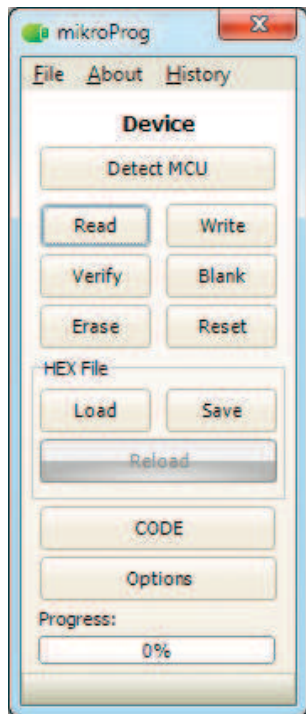 mikroProg
x
File About History
Device
Detect MCU
Read Write
Verify Blank
Erase Reset
HEX File
Load Save
Reload
CODE
Options
Progress:
0%